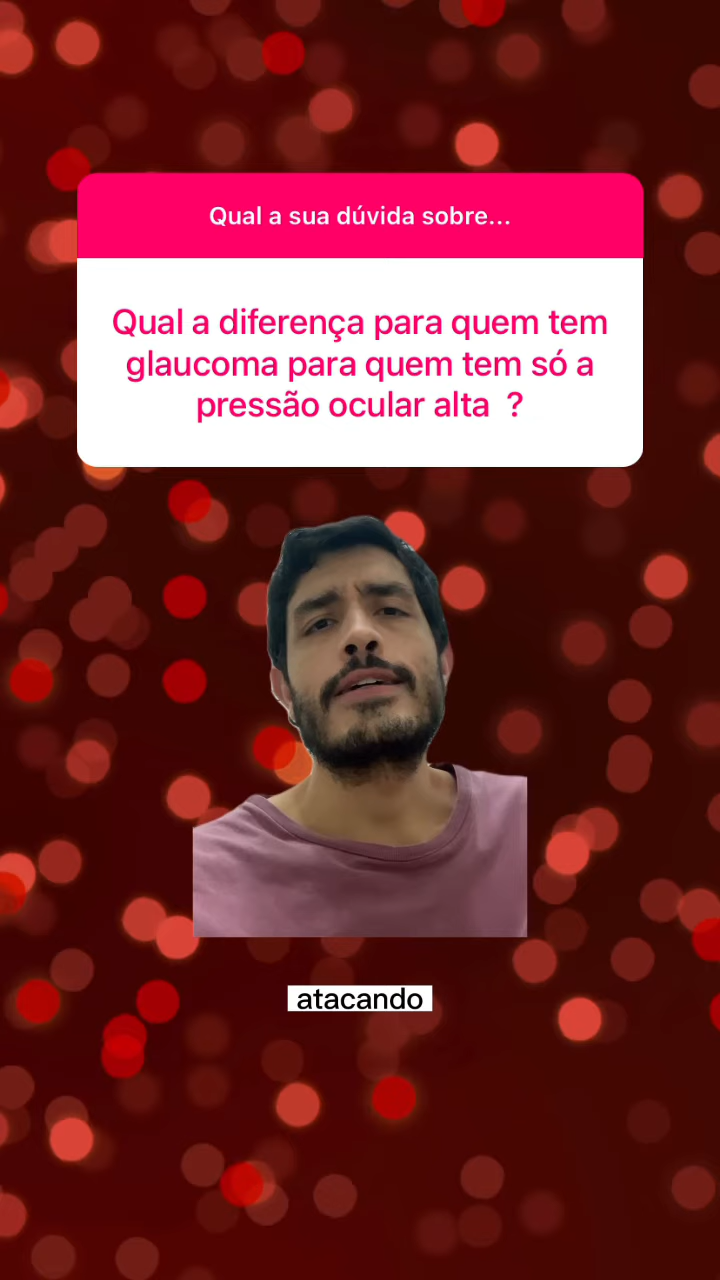 Qual a sua dúvida sobre...
Qual a diferença para quem tem
glaucoma para quem tem só a
pressão ocular alta  ?
atacando